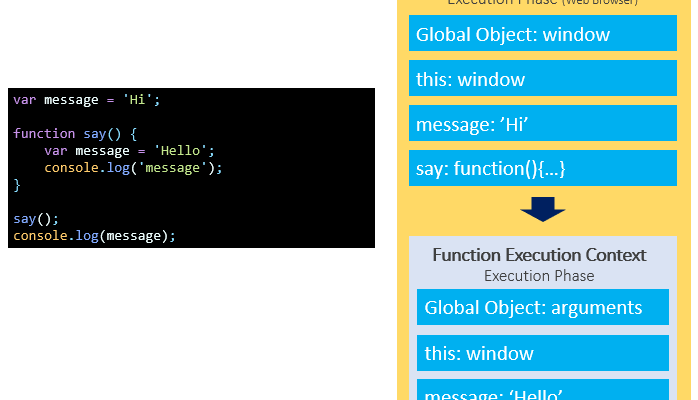 var message = 'Hi';
function say() {
var message = 'Hello';
console.log('message');
}
say();
console.log(message);
Execution Phase (Web Browser)
Global Object: window
this: window
message: ’Hi’
say: function(){…}
Function Execution Context
Execution Phase
Global Object: arguments
this: window
message: ‘Hello’